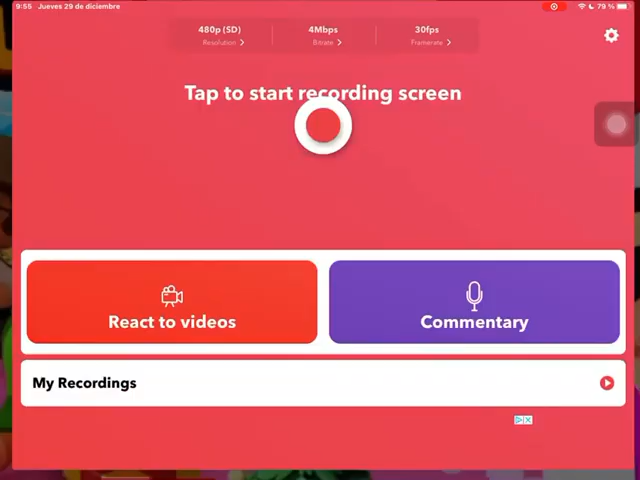 9:55 Jueves 29 de diciembre
79 %
480p (SD) 4Mbps 30fps
Resolution > Bitrate > Framerate >
Tap to start recording screen
React to videos
Commentary
My Recordings